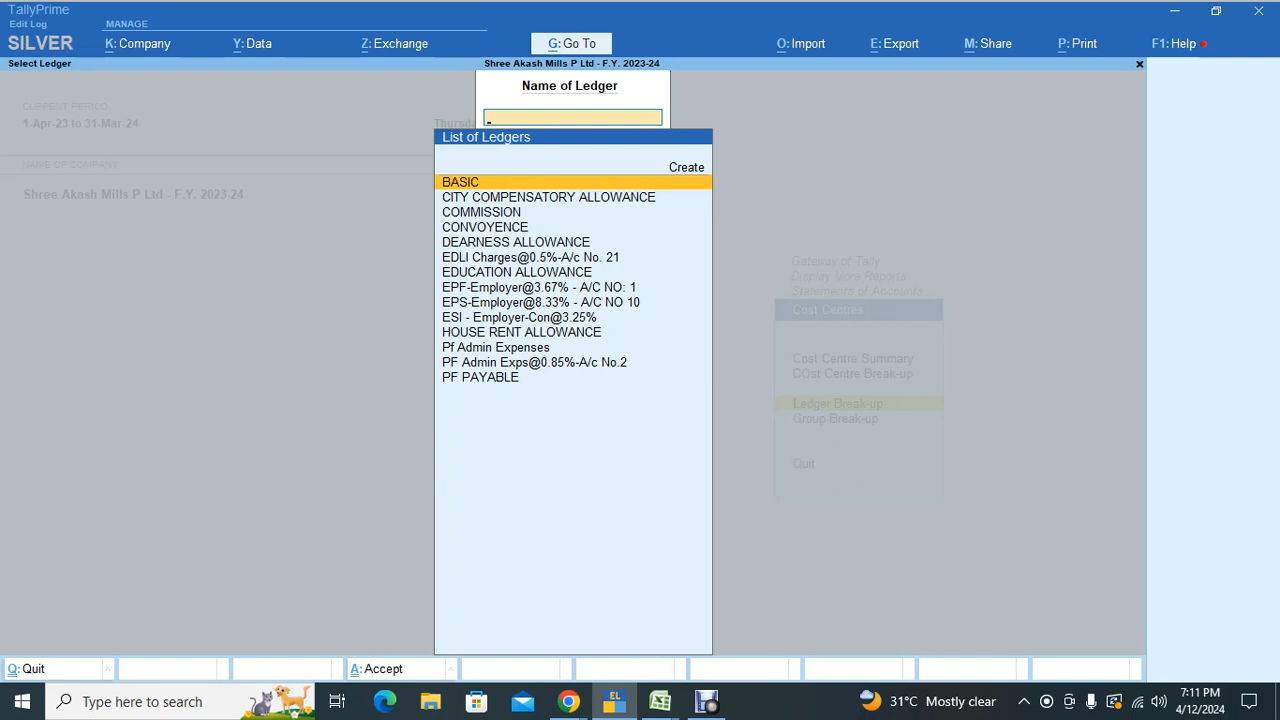 TallyPrime
Edit Log
SILVER
MANAGE
K: Company
Y: Data
Z: Exchange
G: Go To
O: Import
E: Export
M: Share
P: Print
F1: Help
Select Ledger
Shree Akash Mills P Ltd - F.Y. 2023-24
CURRENT PERIOD
1-Apr-23 to 31-Mar-24
Thursda
NAME OF COMPANY
Shree Akash Mills P Ltd - F.Y. 2023-24
Name of Ledger
List of Ledgers
Create
BASIC
CITY COMPENSATORY ALLOWANCE
COMMISSION
CONVOYENCE
DEARNESS ALLOWANCE
EDLI Charges@0.5%-A/c No. 21
EDUCATION ALLOWANCE
EPF-Employer@3.67% - A/C NO: 1
EPS-Employer@8.33% - A/C NO 10
ESI - Employer-Con@3.25%
HOUSE RENT ALLOWANCE
Pf Admin Expenses
PF Admin Exps@0.85%-A/c No.2
PF PAYABLE
Gateway of Tally
Display More Reports
Statements of Accounts
Cost Centres
Cost Centre Summary
COst Centre Break-up
Ledger Break-up
Group Break-up
Quit
Q: Quit
A: Accept
Type here to search
EL
31°C Mostly clear
7:11 PM
4/12/2024